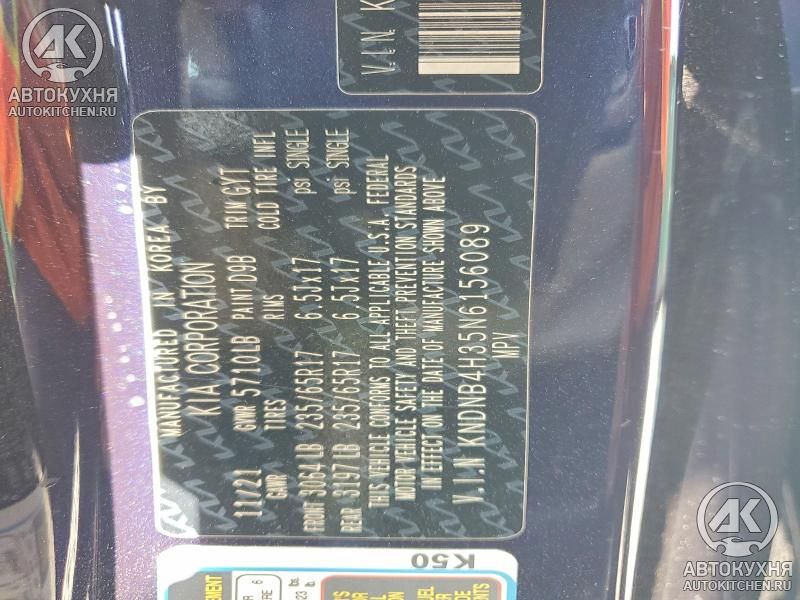 AK
АВТОКУХНЯ
AUTOKITCHEN.RU
V.I.N K
MANUFACTURED IN KOREA BY
KIA CORPORATION
11/21 GVWR 5710LB PAINT D9B TRIM GYT
GAWR TIRES RIMS COLD TIRE INFL
FRONT 3064LB 235/65R17 6.5Jx17 psi SINGLE
REER 3197LB 235/65R17 6.5Jx17 psi SINGLE
THIS VEHICLE CONFORMS TO ALL APPLICABLE U.S.A. FEDERAL
MOTOR VEHICLE SAFETY AND THEFT PREVENTION STANDARDS
IN EFFECT ON THE DATE OF MANUFACTURE SHOWN ABOVE
V.I.N KNDNB4H35N6156089
MPV
K50
AK
АВТОКУХНЯ
AUTOKITCHEN.RU